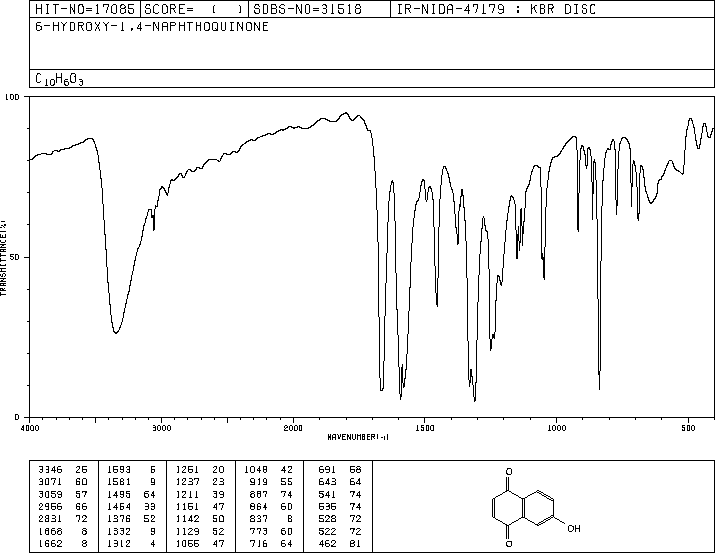 HIT-NO=17085 SCORE= ( ) SDBS-NO=31518 IR-NIDA-47179 : KBR DISC
6-HYDROXY-1,4-NAPHTHOQUINONE
C10H6O3
100
50
0
TRANSMITTANCE(%)
4000 3000 2000 1500 1000 500
WAVENUMBER(-1)
3346 25 1593 5 1251 20 1048 42 691 58
3071 60 1581 9 1237 23 919 55 643 64
3059 57 1495 64 1211 39 887 74 541 74
2956 66 1454 33 1151 47 864 60 535 74
2831 72 1376 52 1142 50 837 8 528 72
1668 8 1332 9 1129 52 773 60 522 72
1662 8 1312 4 1055 47 716 64 462 81
O
OH
O